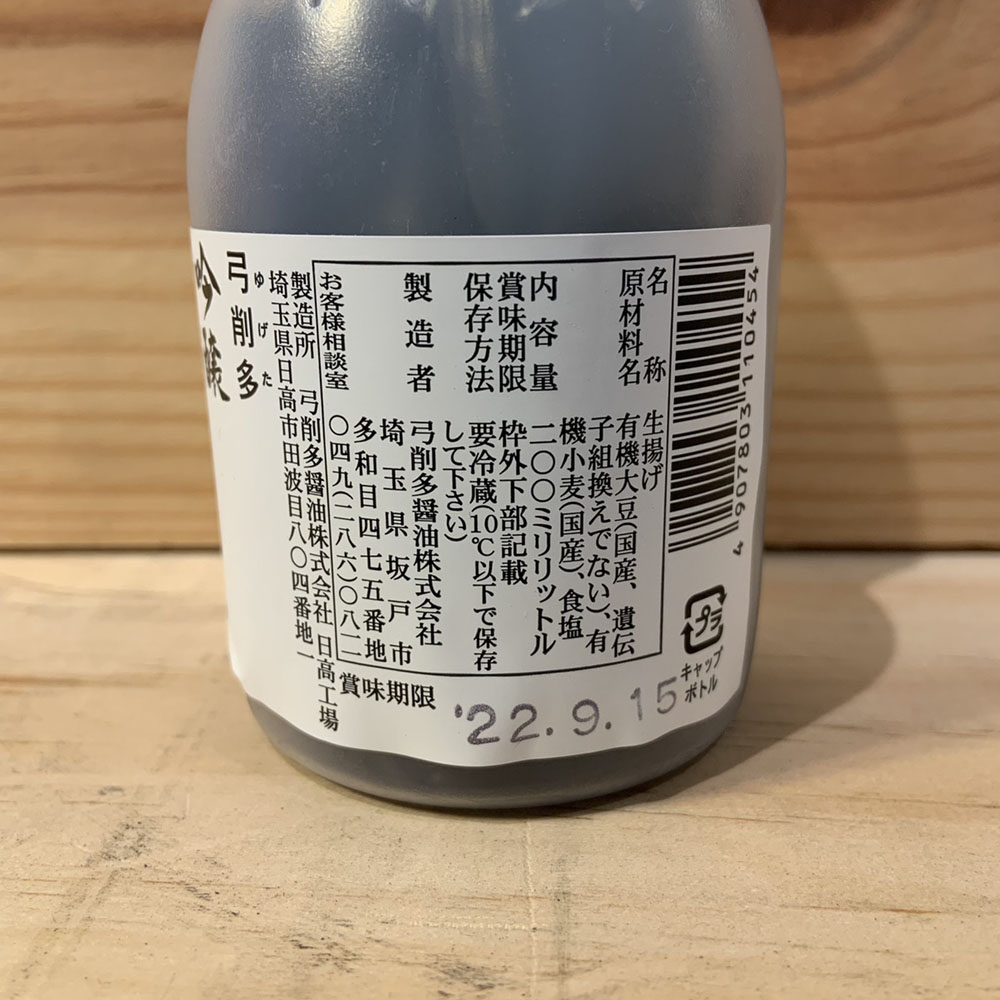 4907803110454
プラ
キャップ
ボトル
名称 生揚げ
原材料名 有機大豆(国産、遺伝
子組換えでない)、有
機小麦(国産)、食塩
内容量 二〇〇ミリリットル
賞味期限 枠外下部記載
保存方法 要冷蔵(10℃以下で保存
して下さい)
製造者 弓削多醤油株式会社
埼玉県坂戸市
多和目四七五番地
お客様相談室 〇四九(二八六)〇八一一
賞味期限
'22.9.15
製造所 弓削多醤油株式会社 日高工場
埼玉県日高市田波目八〇四番地一
ゆげた
弓削多
吟醸